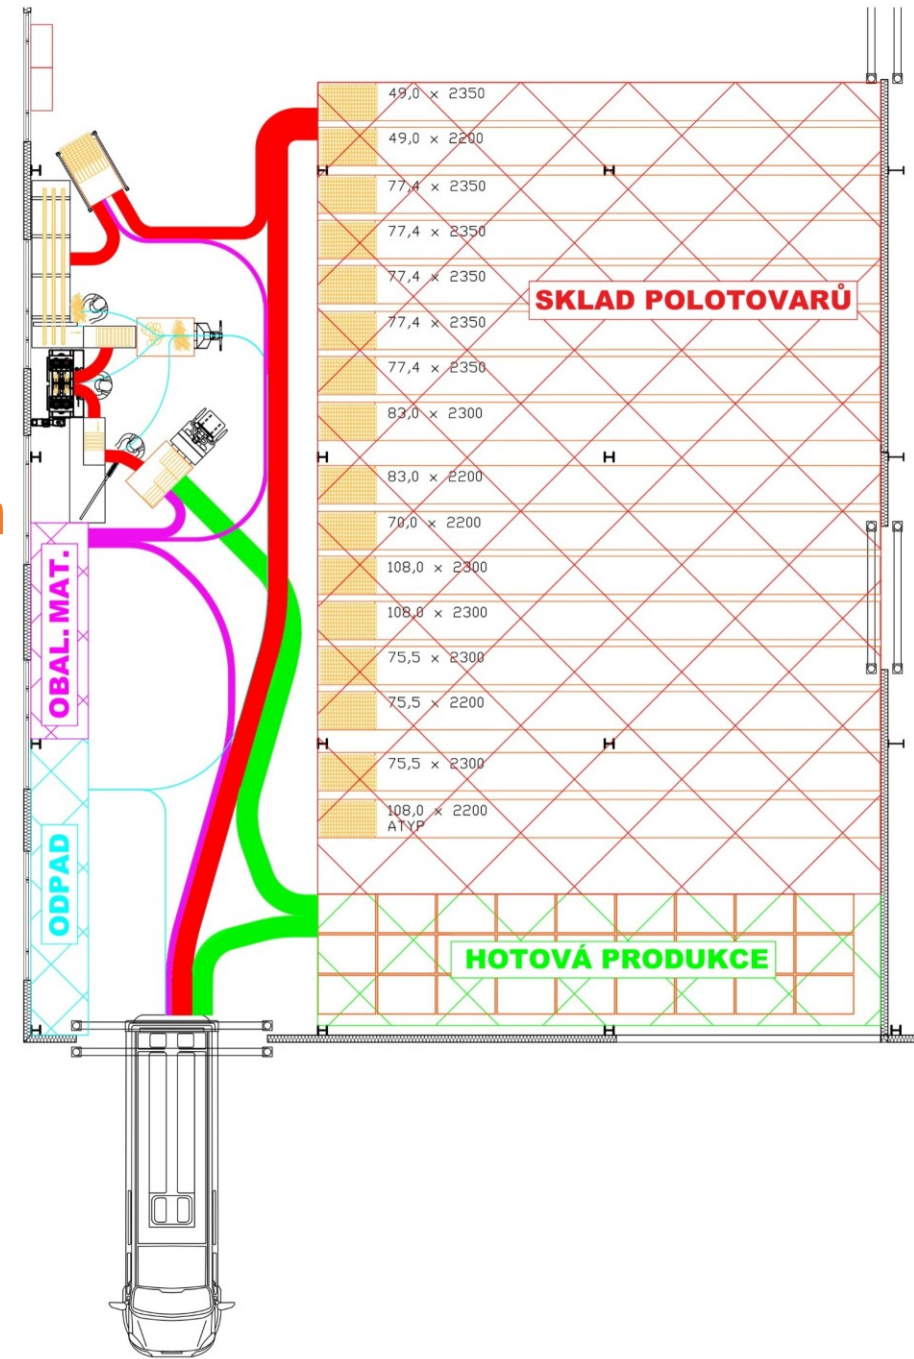 49,0 × 2350
49,0 × 2200
77,4 × 2350
77,4 × 2350
77,4 × 2350
SKLAD POLOTOVARŮ
77,4 × 2350
77,4 × 2350
83,0 × 2300
83,0 × 2200
70,0 × 2200
108,0 × 2300
108,0 × 2300
OBAL. MAT.
75,5 × 2300
75,5 × 2200
75,5 × 2300
108,0 × 2200
ATYP
ODPAD
HOTOVÁ PRODUKCE